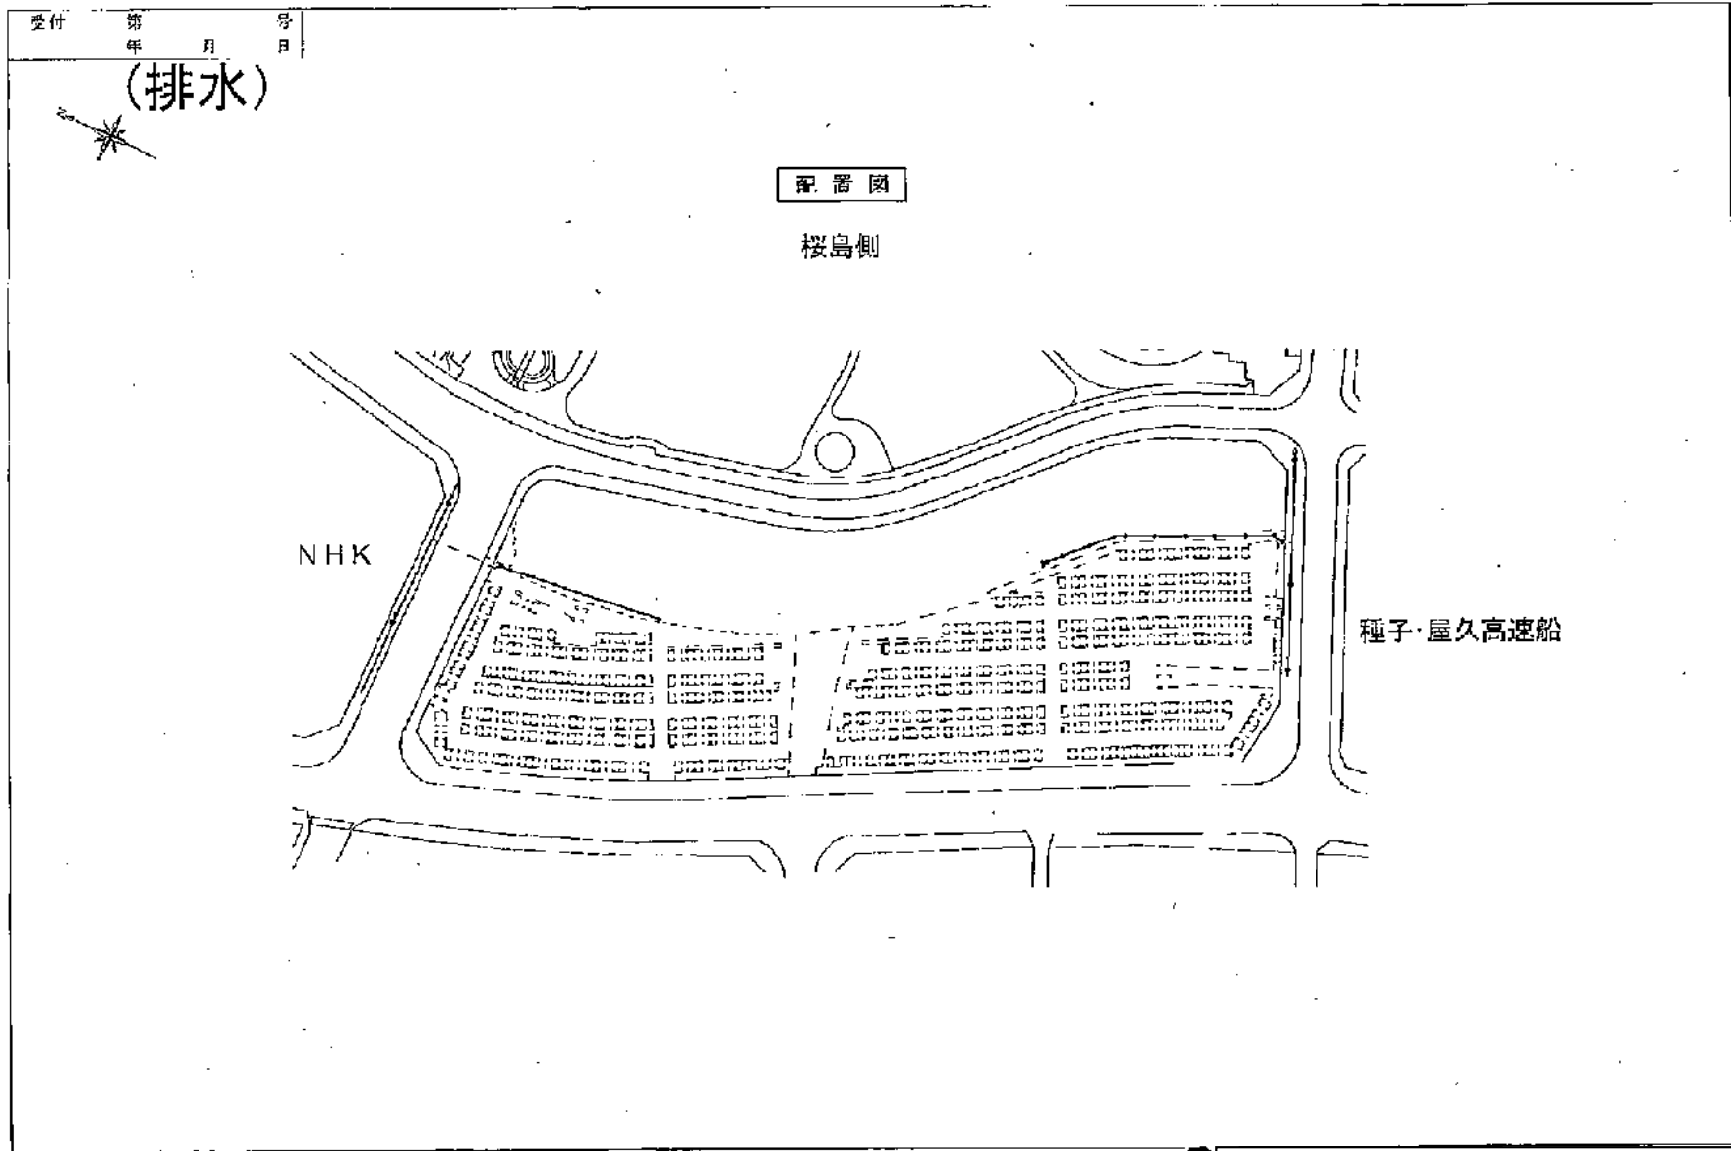 受付 第 号
年 月 日
(排水)
配置図
桜島側
NHK
種子・屋久高速船